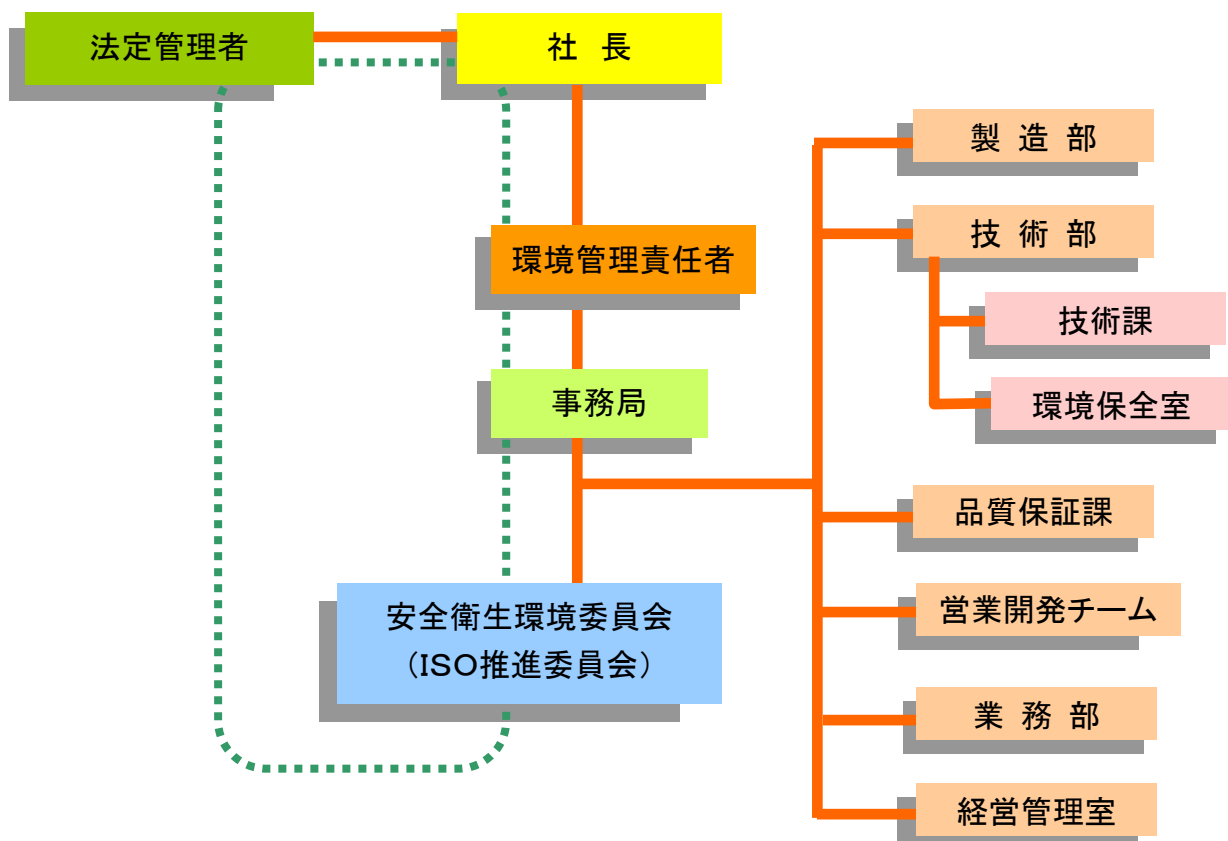 法定管理者
社 長
環境管理責任者
事務局
安全衛生環境委員会
（ISO推進委員会）
製 造 部
技 術 部
技術課
環境保全室
品質保証課
営業開発チーム
業 務 部
経営管理室